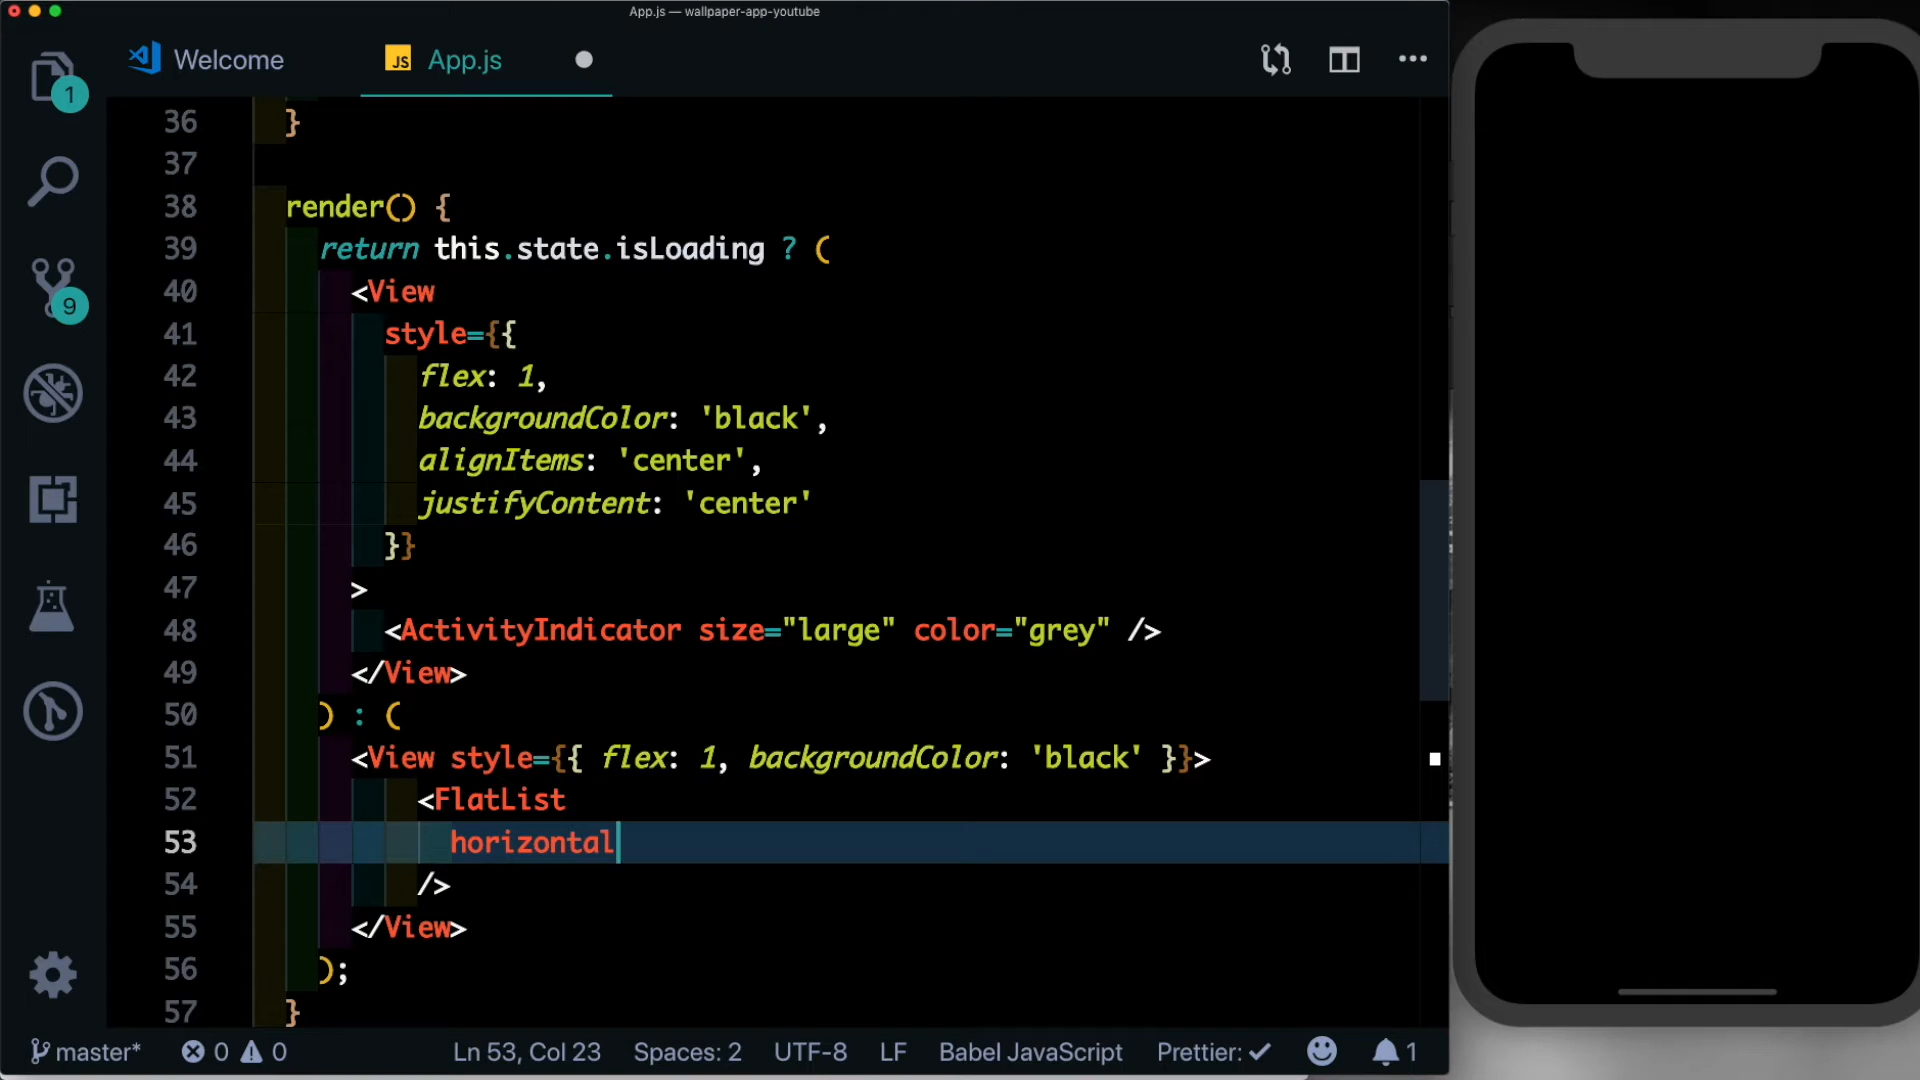 App.js — wallpaper-app-youtube
Welcome
JS App.js
1
36 }
37
38 render() {
39 return this.state.isLoading ? (
40 <View
41 style={{
42 flex: 1,
43 backgroundColor: 'black',
44 alignItems: 'center',
45 justifyContent: 'center'
46 }}
47 >
48 <ActivityIndicator size="large" color="grey" />
49 </View>
50 ) : (
51 <View style={{ flex: 1, backgroundColor: 'black' }}>
52 <FlatList
53 horizontal
54 />
55 </View>
56 );
57 }
9
master* 0 0 Ln 53, Col 23 Spaces: 2 UTF-8 LF Babel JavaScript Prettier: ✓ 1